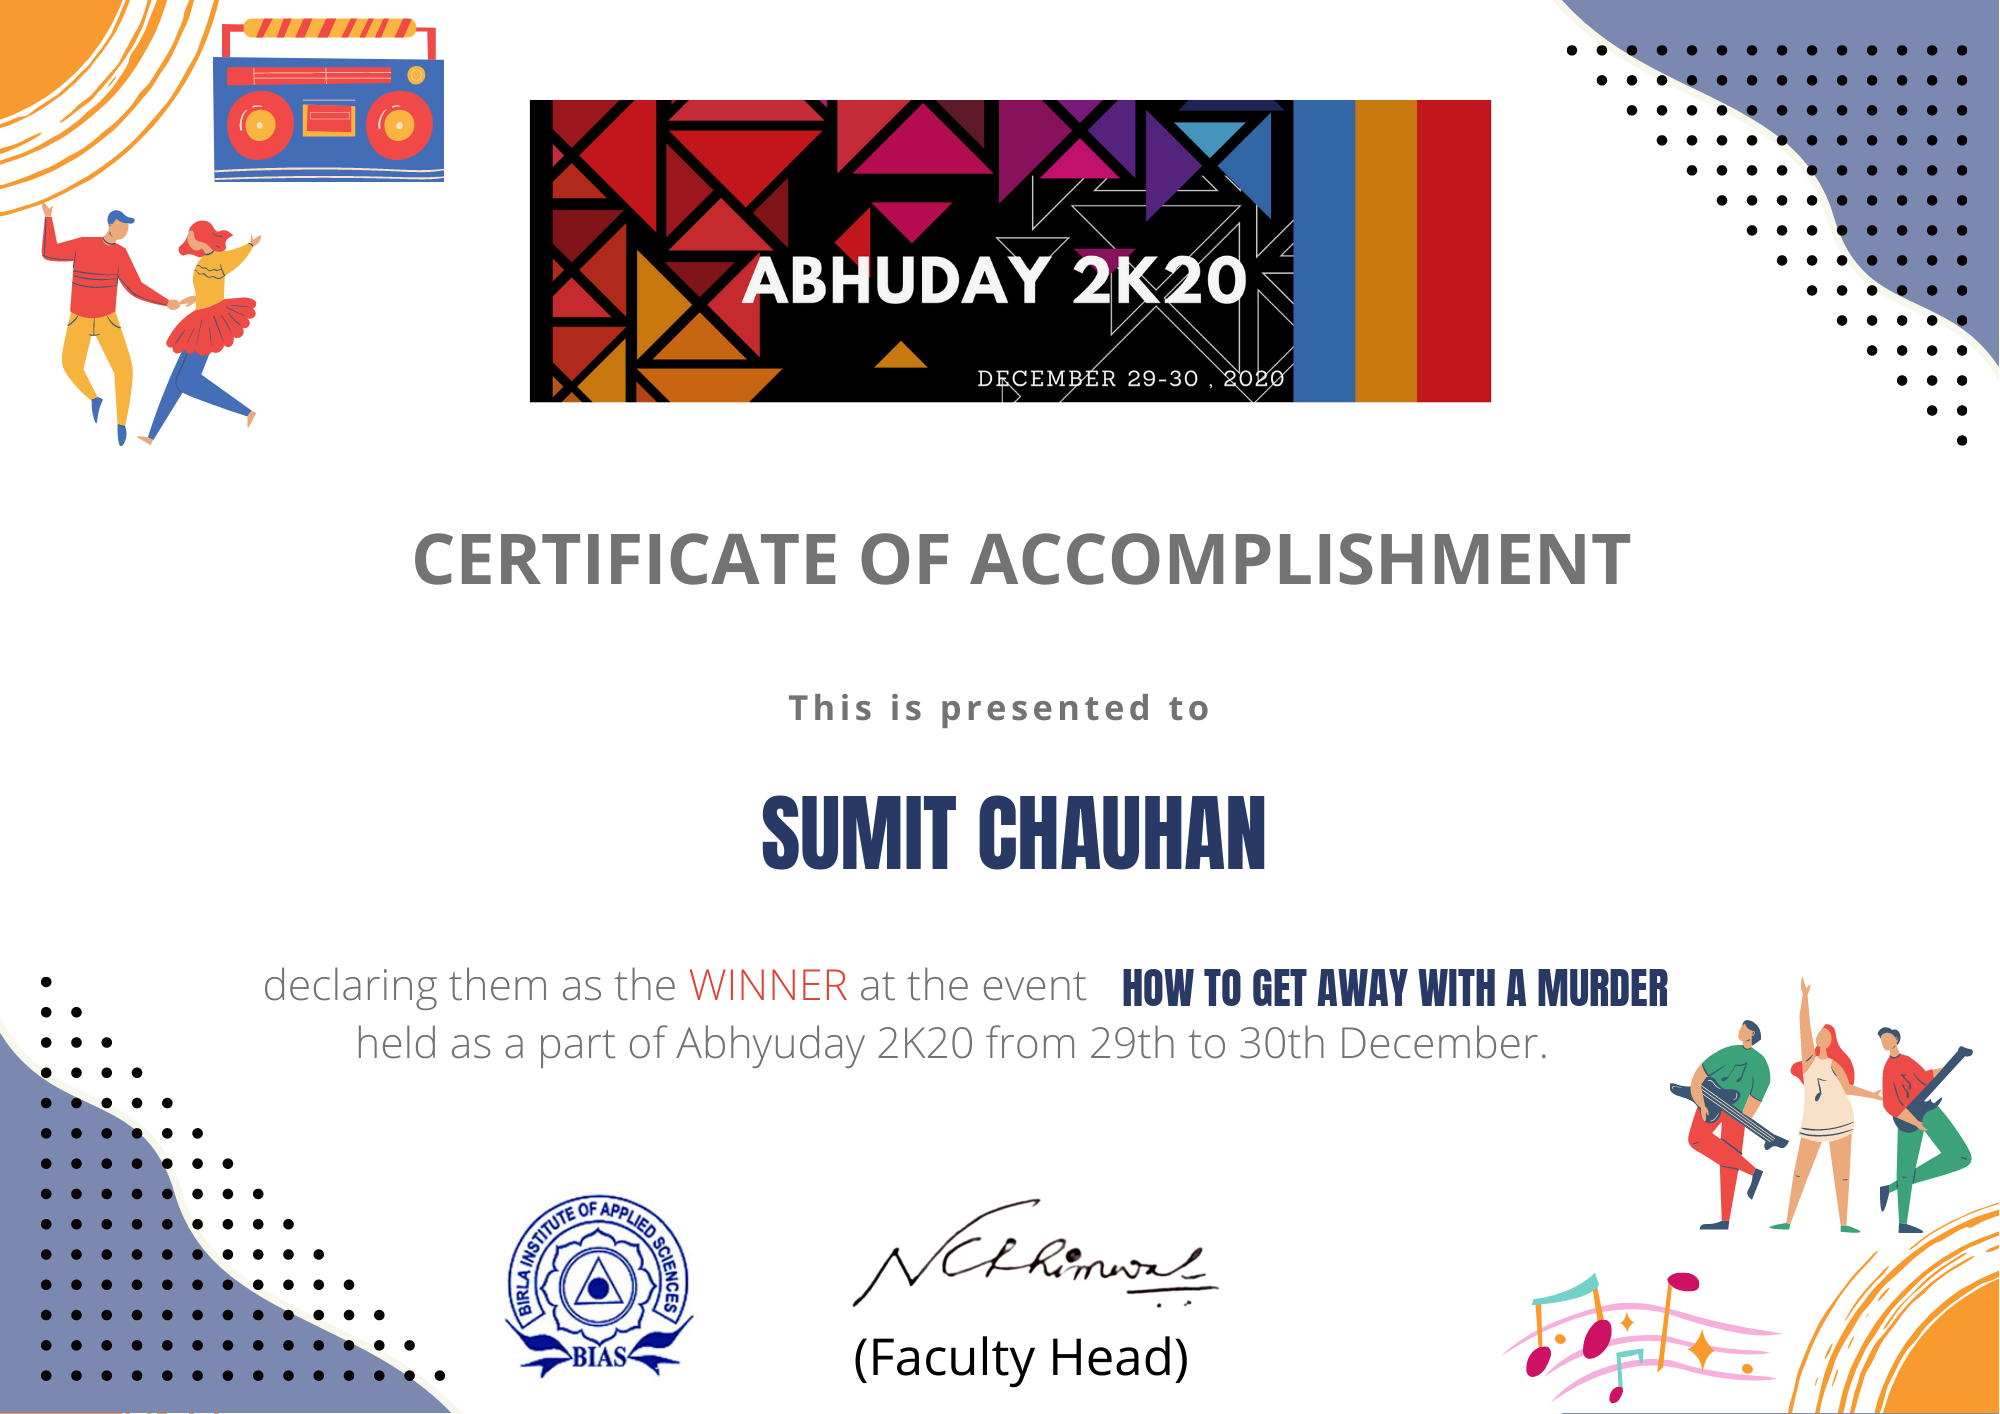 ABHUDAY 2K20
DECEMBER 29-30 , 2020
CERTIFICATE OF ACCOMPLISHMENT
This is presented to
SUMIT CHAUHAN
declaring them as the WINNER at the event HOW TO GET AWAY WITH A MURDER
held as a part of Abhyuday 2K20 from 29th to 30th December.
BIRLA INSTITUTE OF APPLIED SCIENCES
BIAS
(Faculty Head)